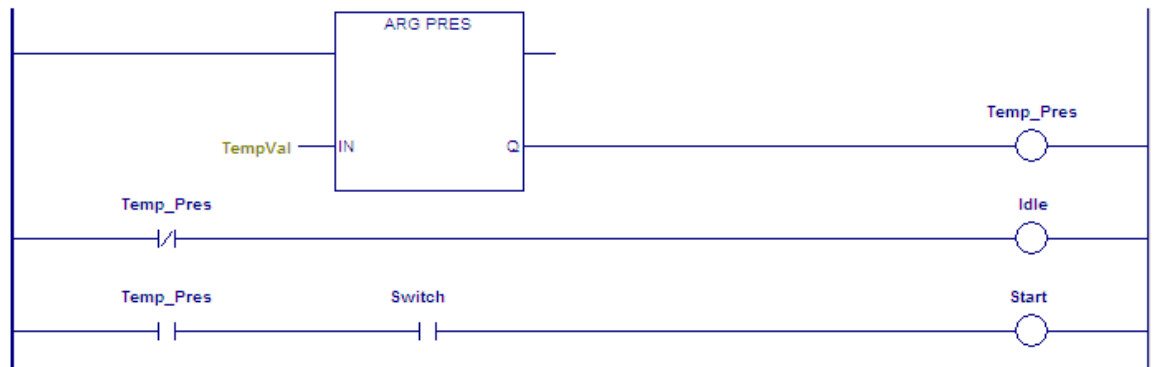 ARG PRES
Temp_Pres
TempVal IN Q
Temp_Pres Idle
Temp_Pres Switch Start